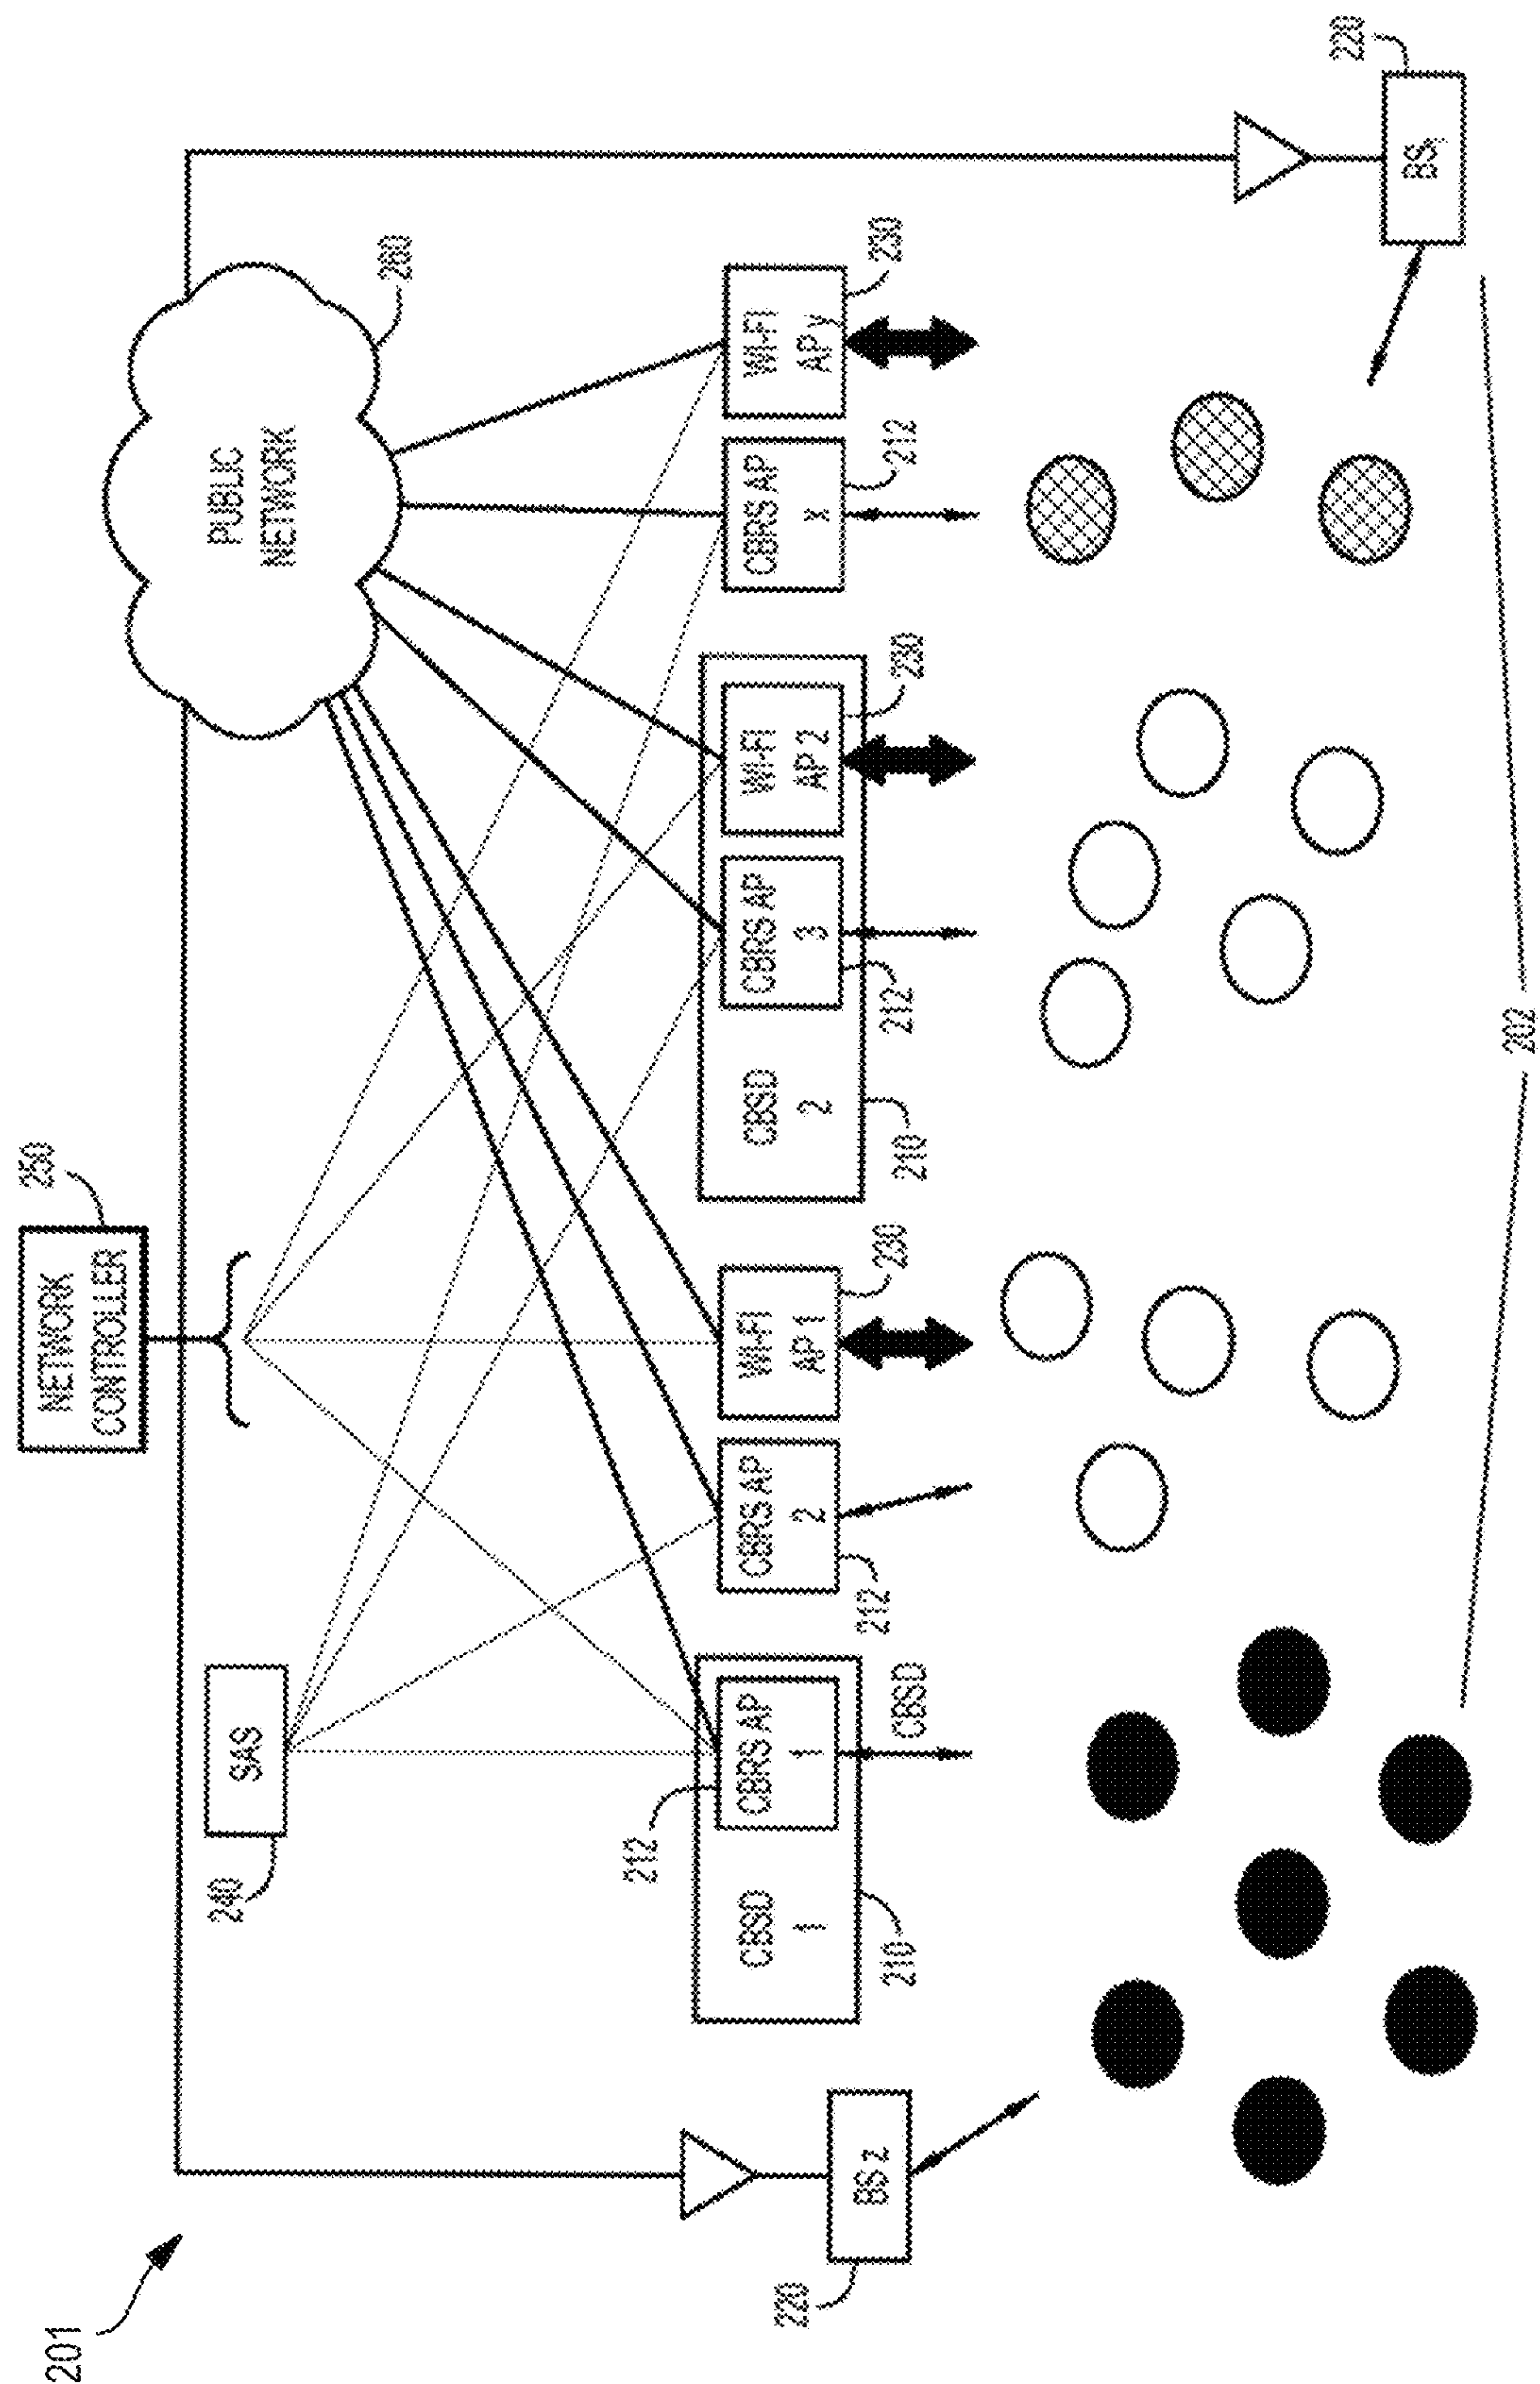 201
NETWORK
CONTROLLER
250
SAS
240
PUBLIC
NETWORK
260
CBSD
1
210
CBRS AP
1
212
CBSD
CBRS AP
2
212
WI-FI
AP 1
230
CBSD
2
210
CBRS AP
3
212
WI-FI
AP 2
230
CBRS AP
x
212
WI-FI
AP y
230
BS z
220
BS1
220
202